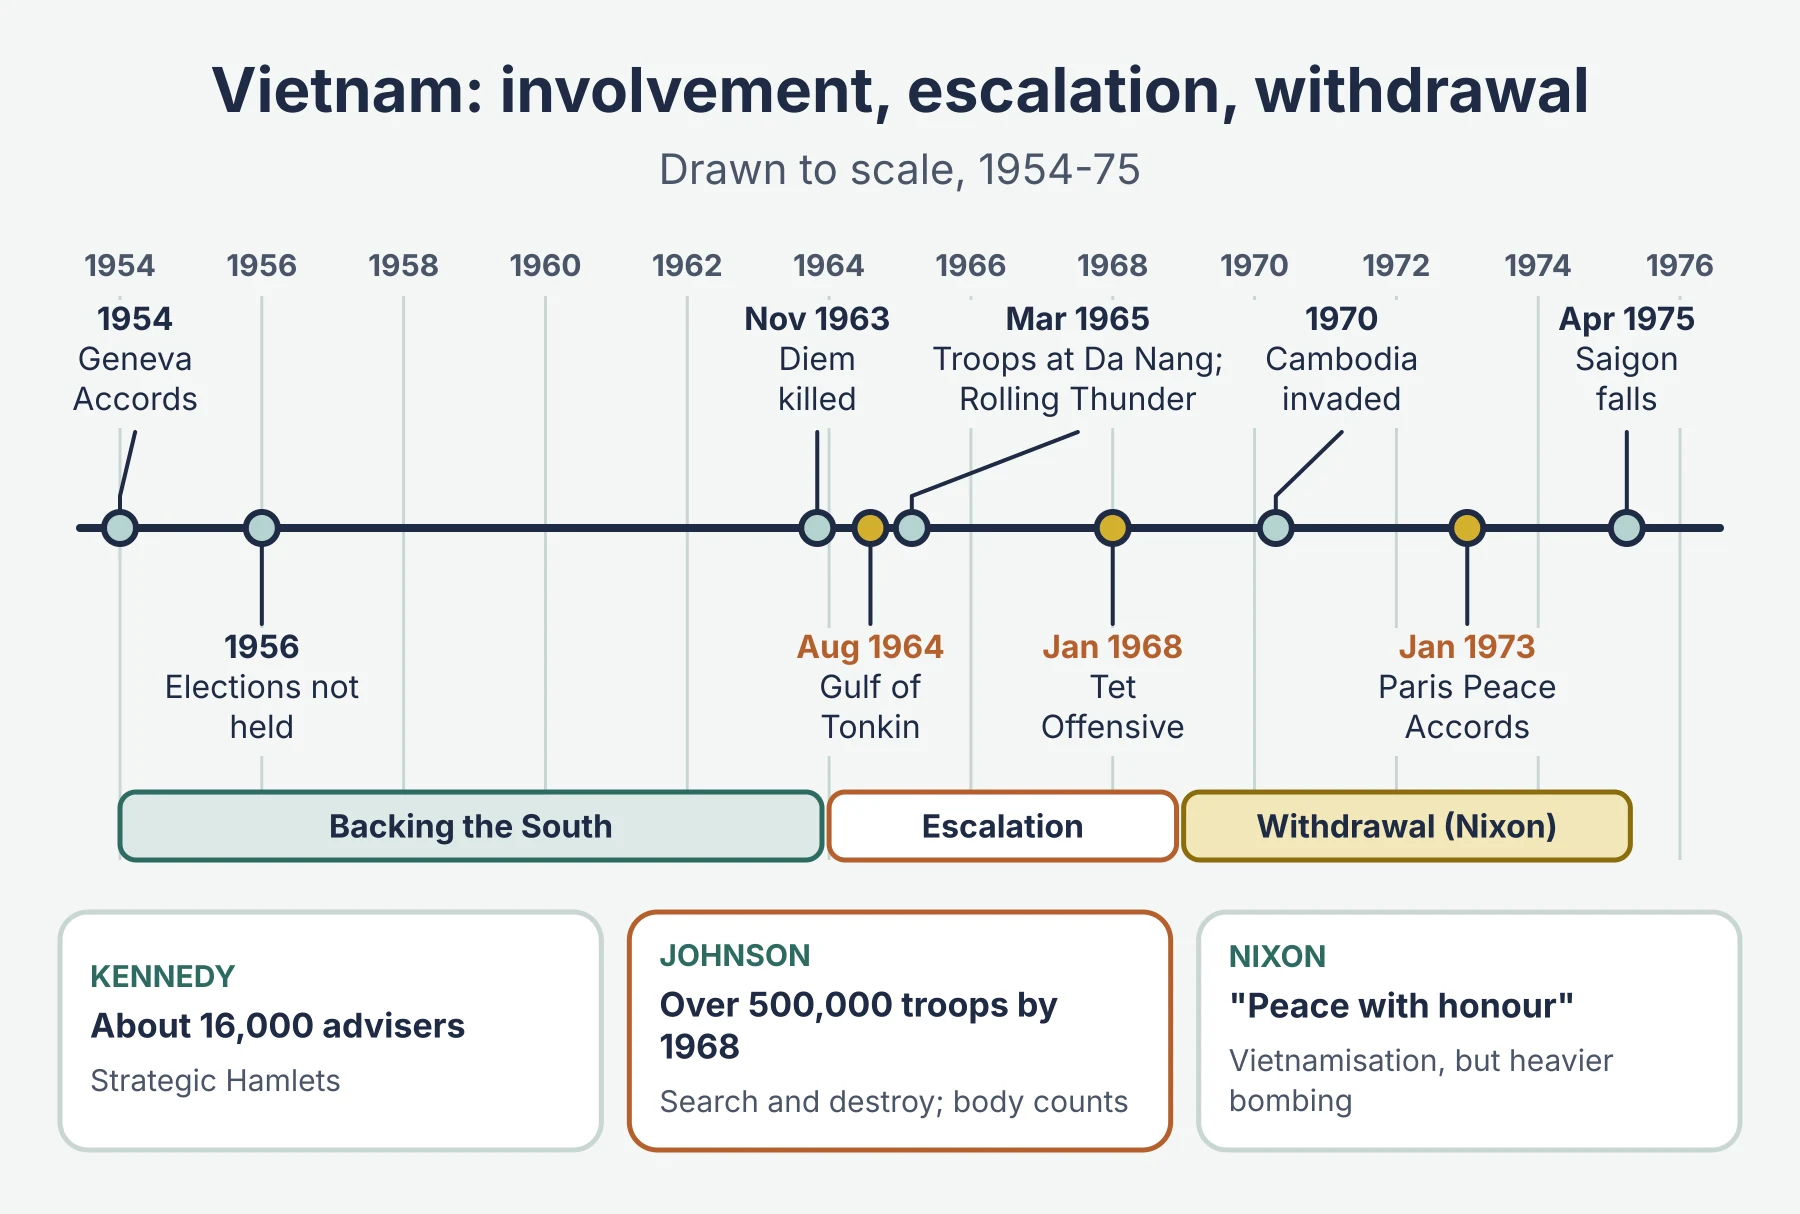 Vietnam: involvement, escalation, withdrawal
Drawn to scale, 1954-75
1954 1956 1958 1960 1962 1964 1966 1968 1970 1972 1974 1976
1954
Geneva
Accords
Nov 1963
Diem
killed
Mar 1965
Troops at Da Nang;
Rolling Thunder
1970
Cambodia
invaded
Apr 1975
Saigon
falls
1956
Elections not
held
Aug 1964
Gulf of
Tonkin
Jan 1968
Tet
Offensive
Jan 1973
Paris Peace
Accords
Backing the South
Escalation
Withdrawal (Nixon)
KENNEDY
About 16,000 advisers
Strategic Hamlets
JOHNSON
Over 500,000 troops by
1968
Search and destroy; body counts
NIXON
"Peace with honour"
Vietnamisation, but heavier
bombing